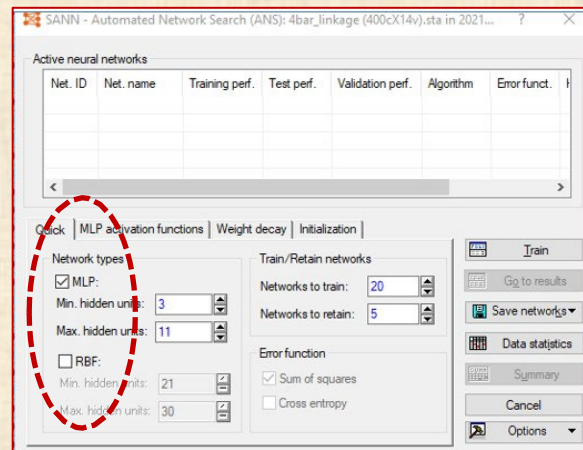 SANN - Automated Network Search (ANS): 4bar_linkage (400cX14v).sta in 2021... ? ×
Active neural networks
Net. ID Net. name Training perf. Test perf. Validation perf. Algorithm Error funct.
Quick MLP activation functions Weight decay Initialization
Network types
MLP:
Min. hidden units: 3
Max. hidden units: 11
RBF:
Min. hidden units: 21
Max. hidden units: 30
Train/Retain networks
Networks to train: 20
Networks to retain: 5
Error function
Sum of squares
Cross entropy
Train
Go to results
Save networks
Data statistics
Summary
Cancel
Options